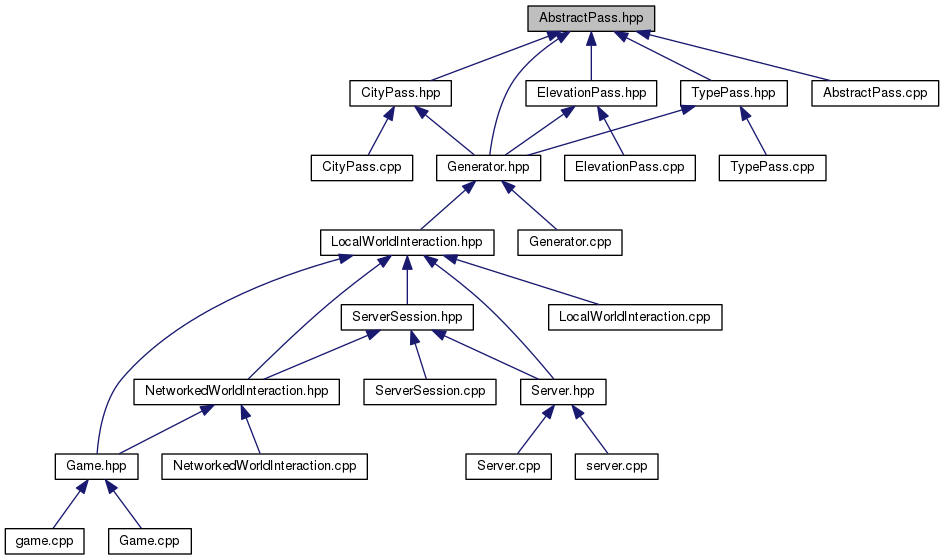 AbstractPass.hpp
CityPass.hpp
ElevationPass.hpp
TypePass.hpp
AbstractPass.cpp
CityPass.cpp
Generator.hpp
ElevationPass.cpp
TypePass.cpp
LocalWorldInteraction.hpp
Generator.cpp
ServerSession.hpp
LocalWorldInteraction.cpp
NetworkedWorldInteraction.hpp
ServerSession.cpp
Server.hpp
Game.hpp
NetworkedWorldInteraction.cpp
Server.cpp
server.cpp
game.cpp
Game.cpp